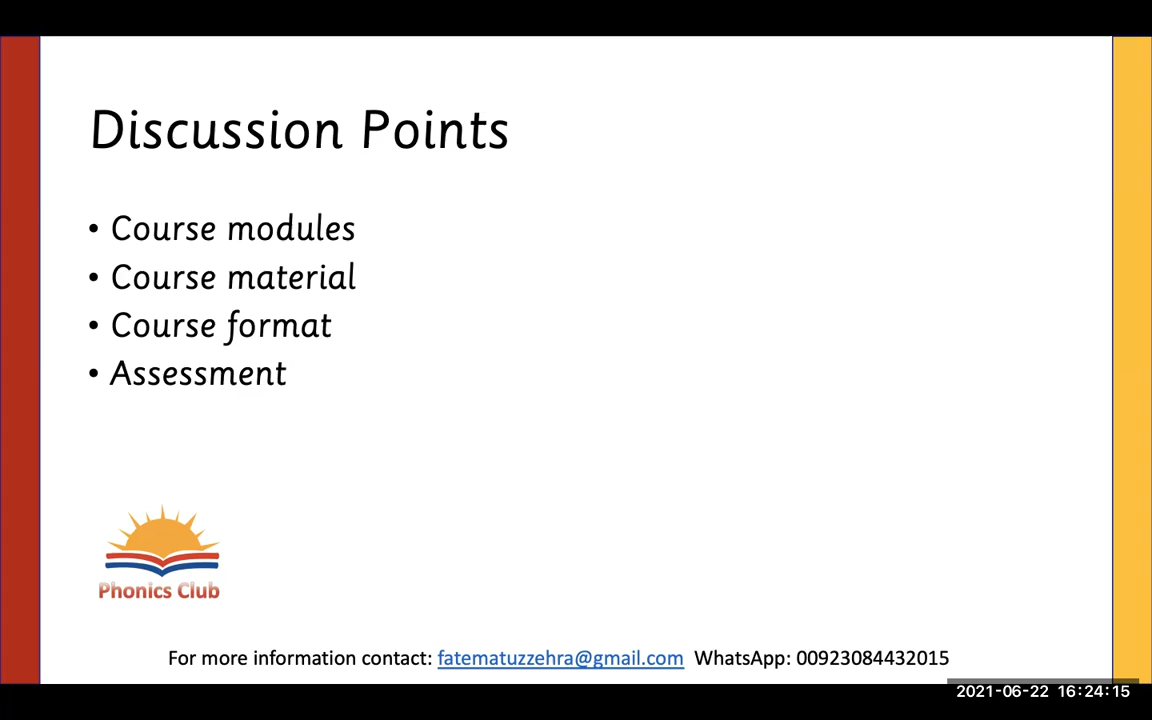 Discussion Points
• Course modules
• Course material
• Course format
• Assessment
Phonics Club
For more information contact: fatematuzzehra@gmail.com WhatsApp: 00923084432015
2021-06-22 16:24:15